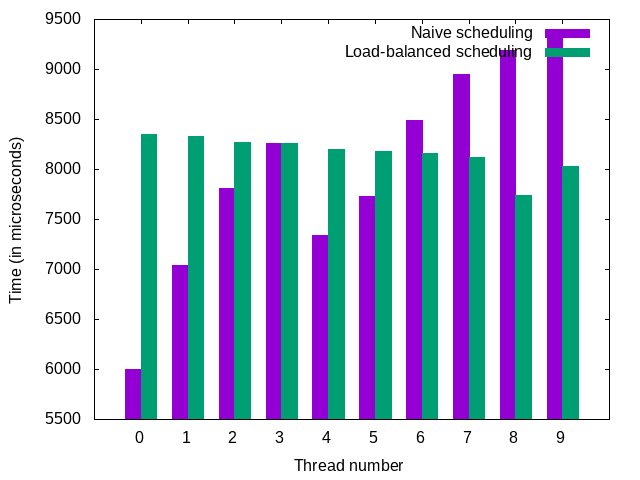 9500
9000
8500
8000
7500
7000
6500
6000
5500
Time (in microseconds)
Naive scheduling
Load-balanced scheduling
0 1 2 3 4 5 6 7 8 9
Thread number